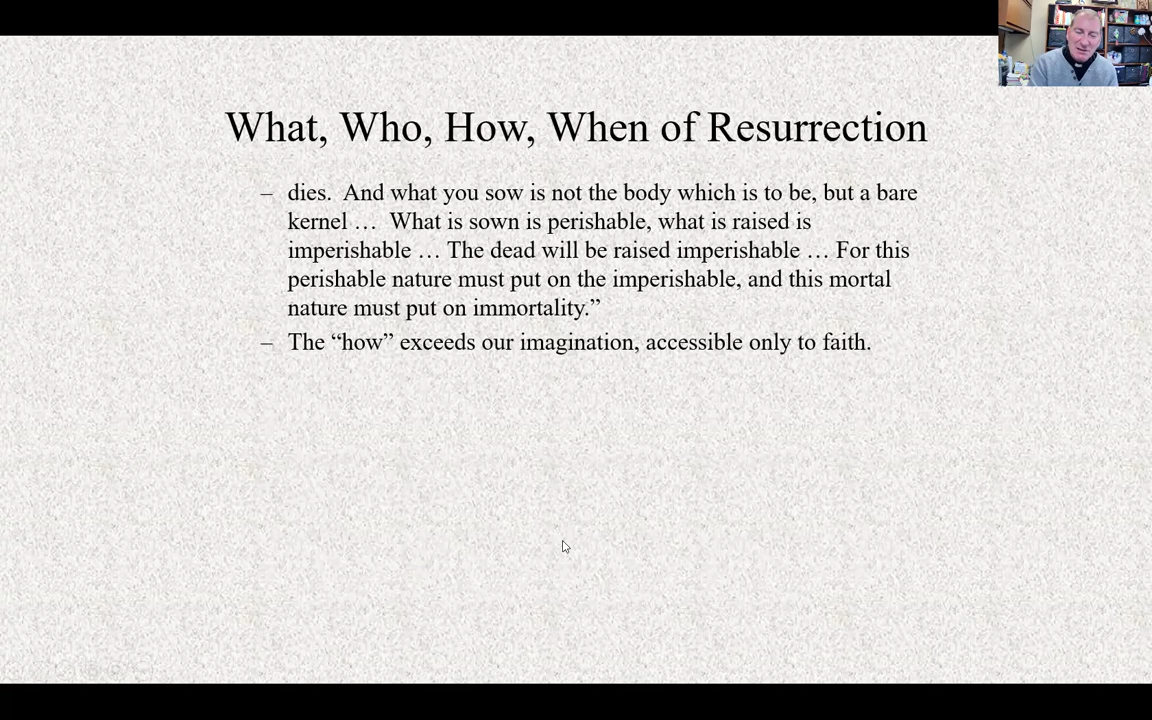 What, Who, How, When of Resurrection
– dies.  And what you sow is not the body which is to be, but a bare
kernel …  What is sown is perishable, what is raised is
imperishable … The dead will be raised imperishable … For this
perishable nature must put on the imperishable, and this mortal
nature must put on immortality.”
– The “how” exceeds our imagination, accessible only to faith.